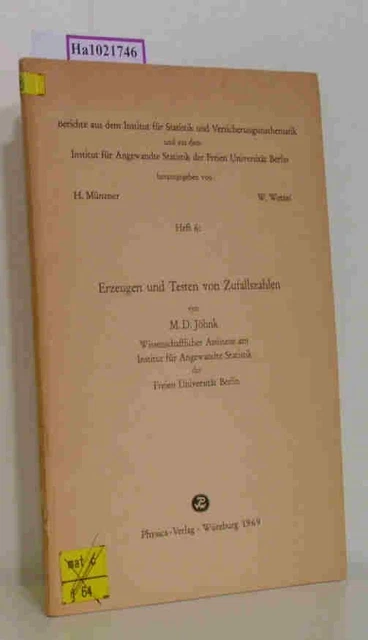 Ha1021746
Berichte aus dem Institut für Statistik und Versicherungsmathematik
und aus dem
Institut für Angewandte Statistik der Freien Universität Berlin
herausgegeben von
H. Münzner W. Wetzel
Heft 6:
Erzeugen und Testen von Zufallszahlen
von
M. D. Jöhnk
Wissenschaftlicher Assistent am
Institut für Angewandte Statistik
der
Freien Universität Berlin
Physica-Verlag · Würzburg 1969
mat c
64